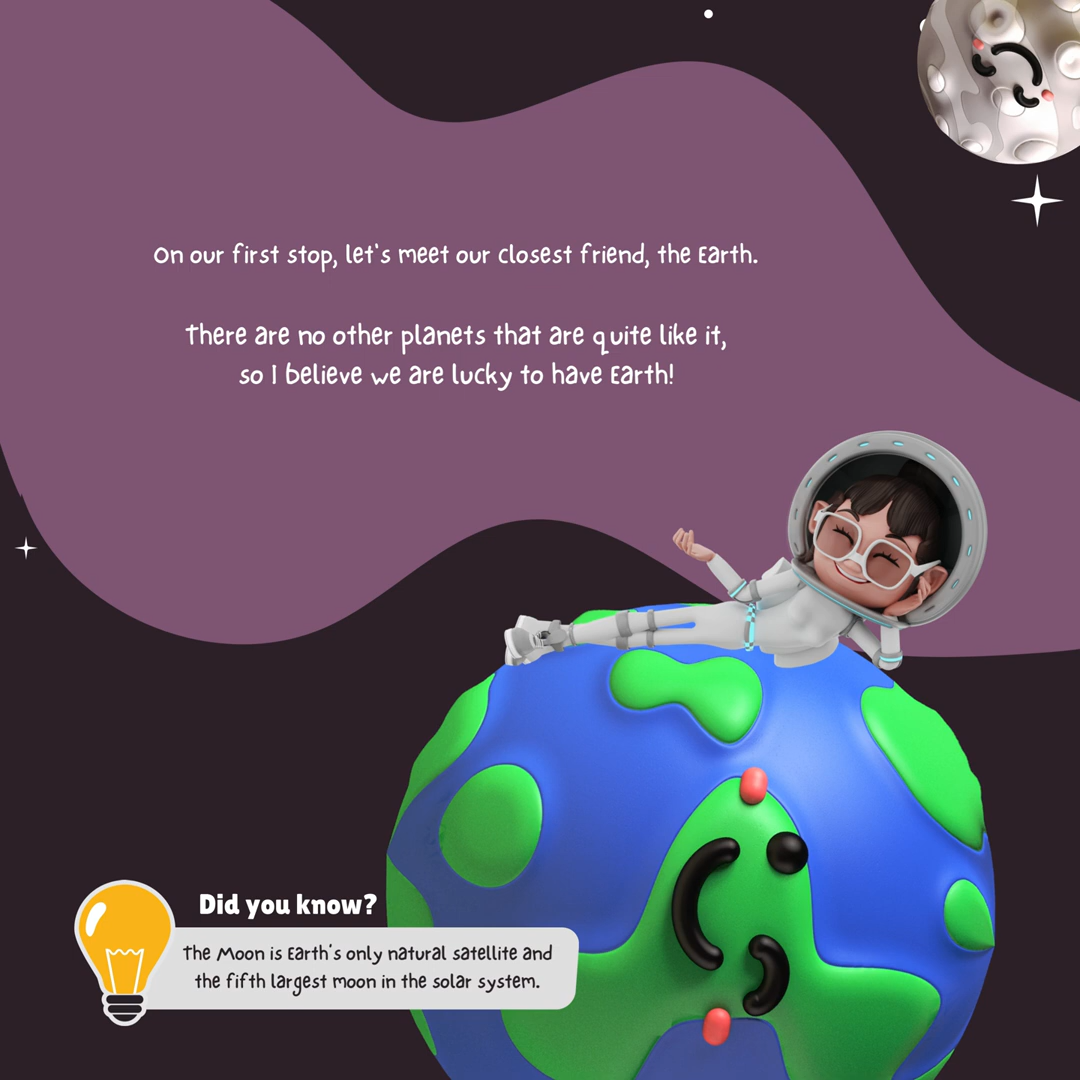 On our first stop, let's meet our closest friend, the Earth.
There are no other planets that are quite like it,
so I believe we are lucky to have Earth!
Did you know?
The Moon is Earth's only natural satellite and
the fifth largest moon in the solar system.